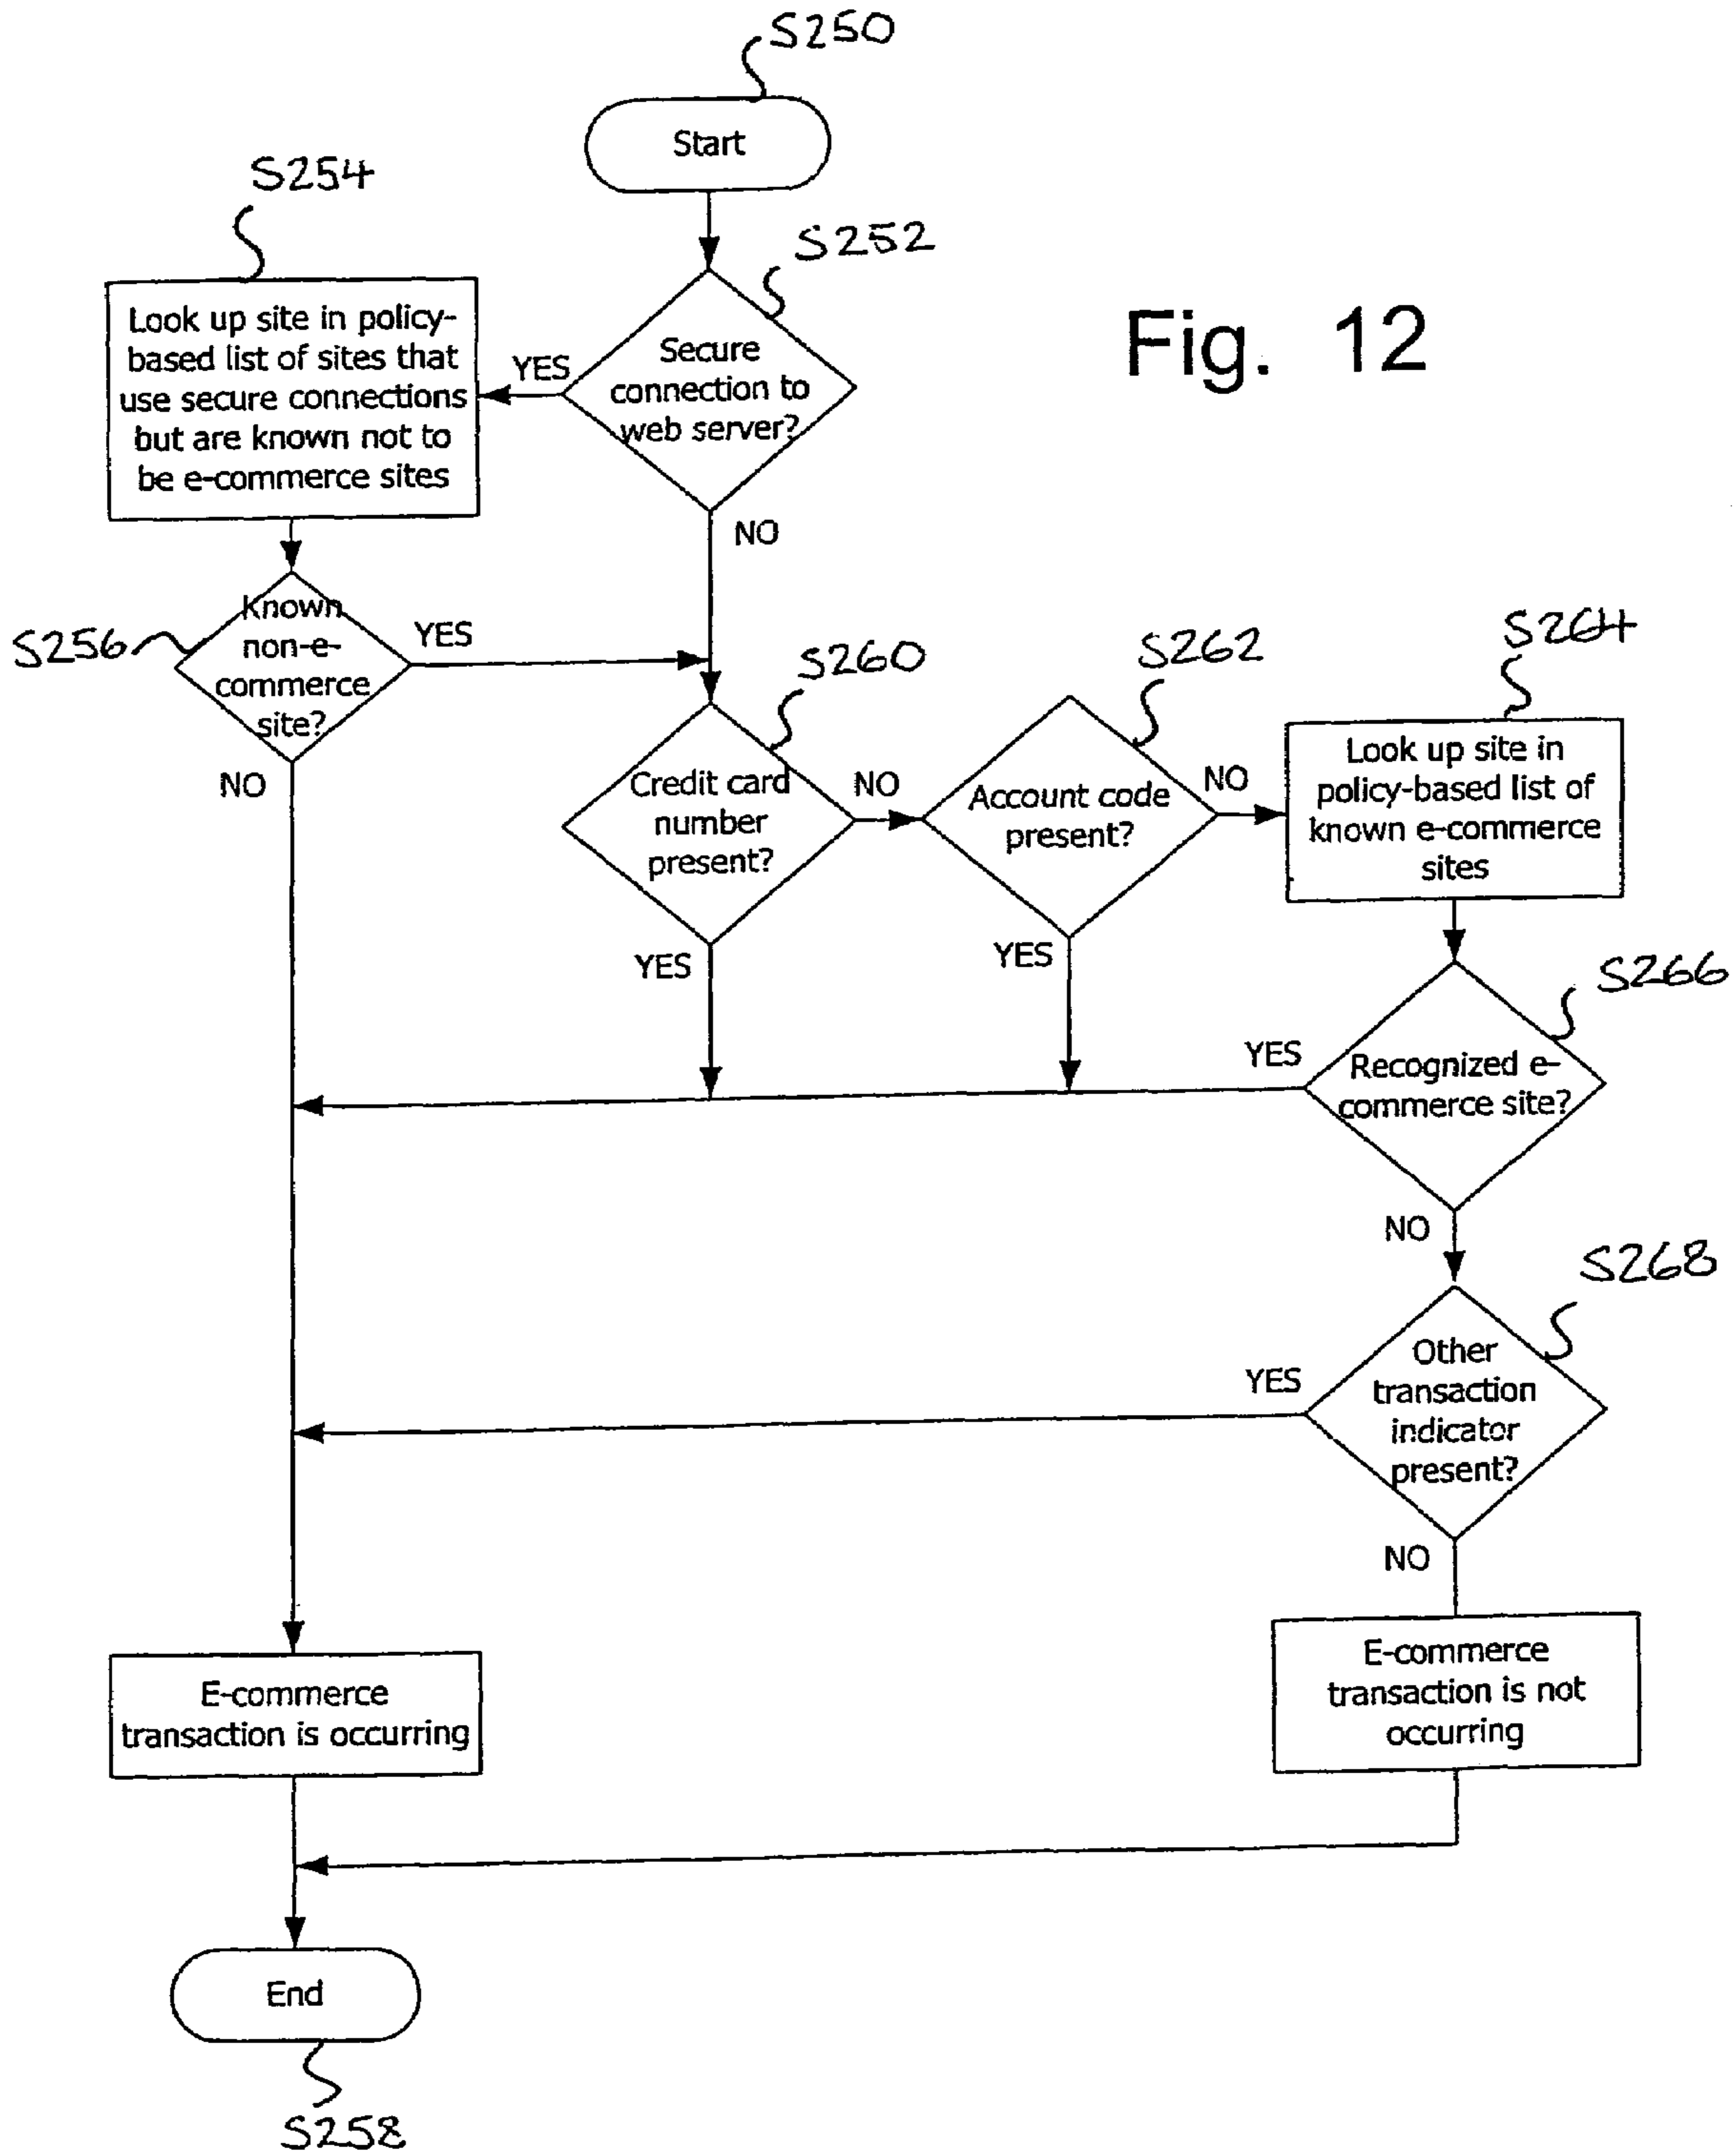 S250
Start
S254
S252
Fig. 12
Look up site in policy-
based list of sites that
use secure connections
but are known not to
be e-commerce sites
YES
Secure
connection to
web server?
NO
S256
Known
non-e-
commerce
site?
YES
NO
S260
S262
S264
Credit card
number
present?
NO
Account code
present?
NO
Look up site in
policy-based list of
known e-commerce
sites
YES
YES
S266
YES
Recognized e-
commerce site?
NO
S268
YES
Other
transaction
indicator
present?
NO
E-commerce
transaction is occurring
E-commerce
transaction is not
occurring
End
S258